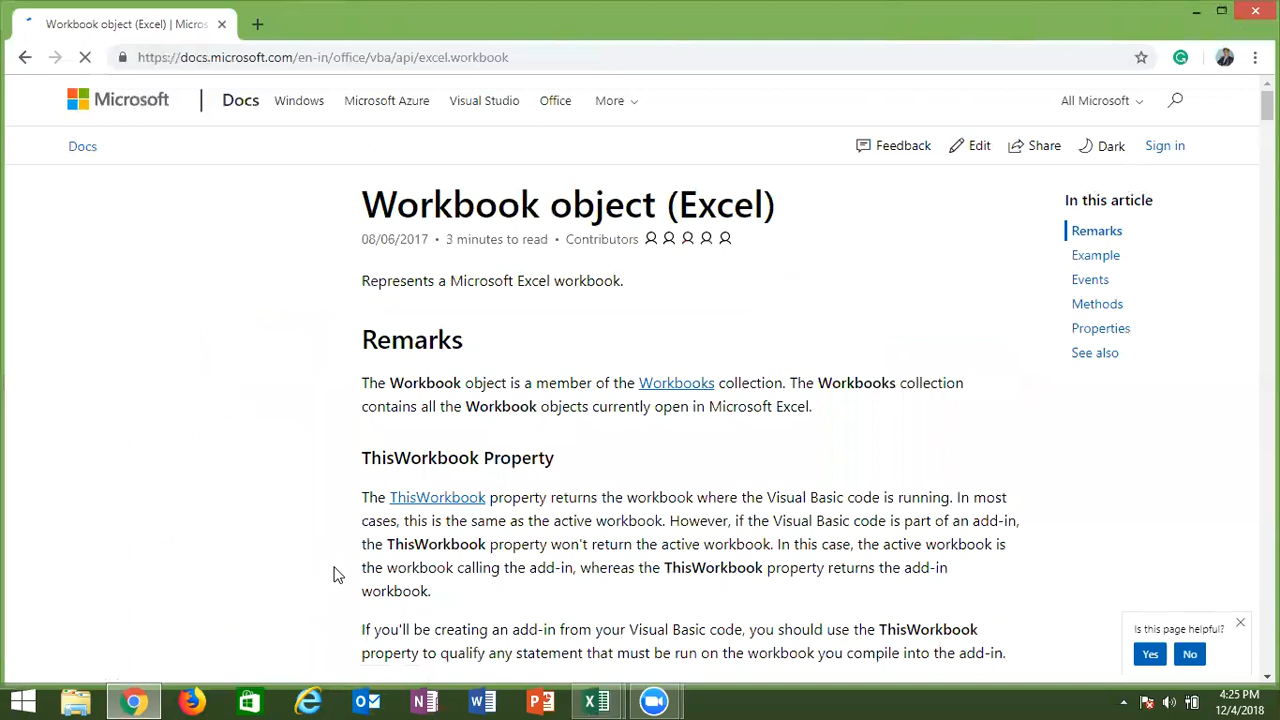 Workbook object (Excel) | Micros
https://docs.microsoft.com/en-in/office/vba/api/excel.workbook
Microsoft Docs Windows Microsoft Azure Visual Studio Office More All Microsoft
Docs Feedback Edit Share Dark Sign in
Workbook object (Excel)
08/06/2017 • 3 minutes to read • Contributors
Represents a Microsoft Excel workbook.
Remarks
The Workbook object is a member of the Workbooks collection. The Workbooks collection
contains all the Workbook objects currently open in Microsoft Excel.
ThisWorkbook Property
The ThisWorkbook property returns the workbook where the Visual Basic code is running. In most
cases, this is the same as the active workbook. However, if the Visual Basic code is part of an add-in,
the ThisWorkbook property won't return the active workbook. In this case, the active workbook is
the workbook calling the add-in, whereas the ThisWorkbook property returns the add-in
workbook.
If you'll be creating an add-in from your Visual Basic code, you should use the ThisWorkbook
property to qualify any statement that must be run on the workbook you compile into the add-in.
In this article
Remarks
Example
Events
Methods
Properties
See also
Is this page helpful?
Yes No
4:25 PM
12/4/2018